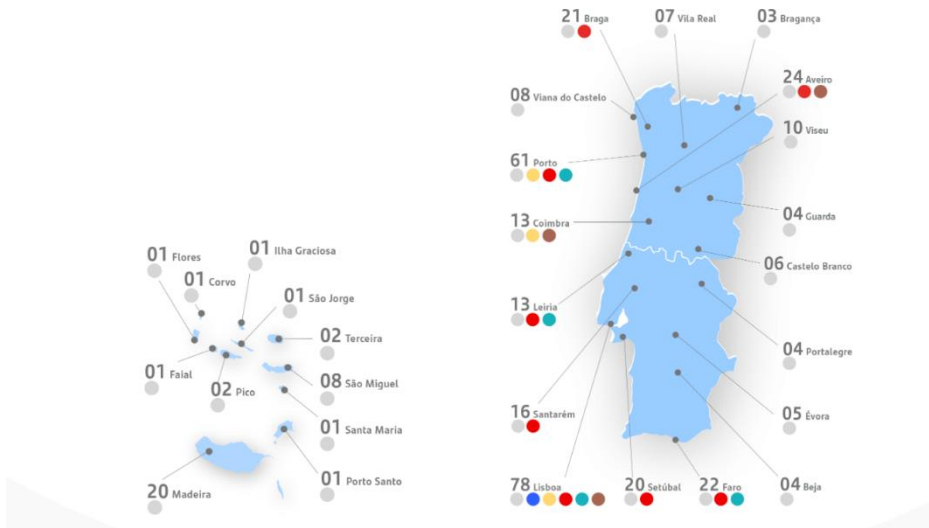 21 Braga
07 Vila Real
03 Bragança
24 Aveiro
08 Viana do Castelo
10 Viseu
61 Porto
13 Coimbra
04 Guarda
06 Castelo Branco
13 Leiria
04 Portalegre
16 Santarém
05 Évora
78 Lisboa
20 Setúbal
22 Faro
04 Beja
01 Flores
01 Ilha Graciosa
01 Corvo
01 São Jorge
02 Terceira
01 Faial
02 Pico
08 São Miguel
01 Santa Maria
20 Madeira
01 Porto Santo